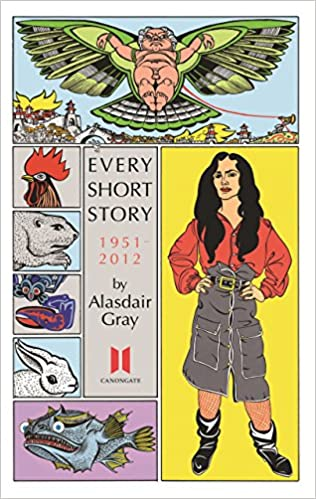 EVERY
SHORT
STORY
1951-
2012
by
Alasdair
Gray
CANONGATE